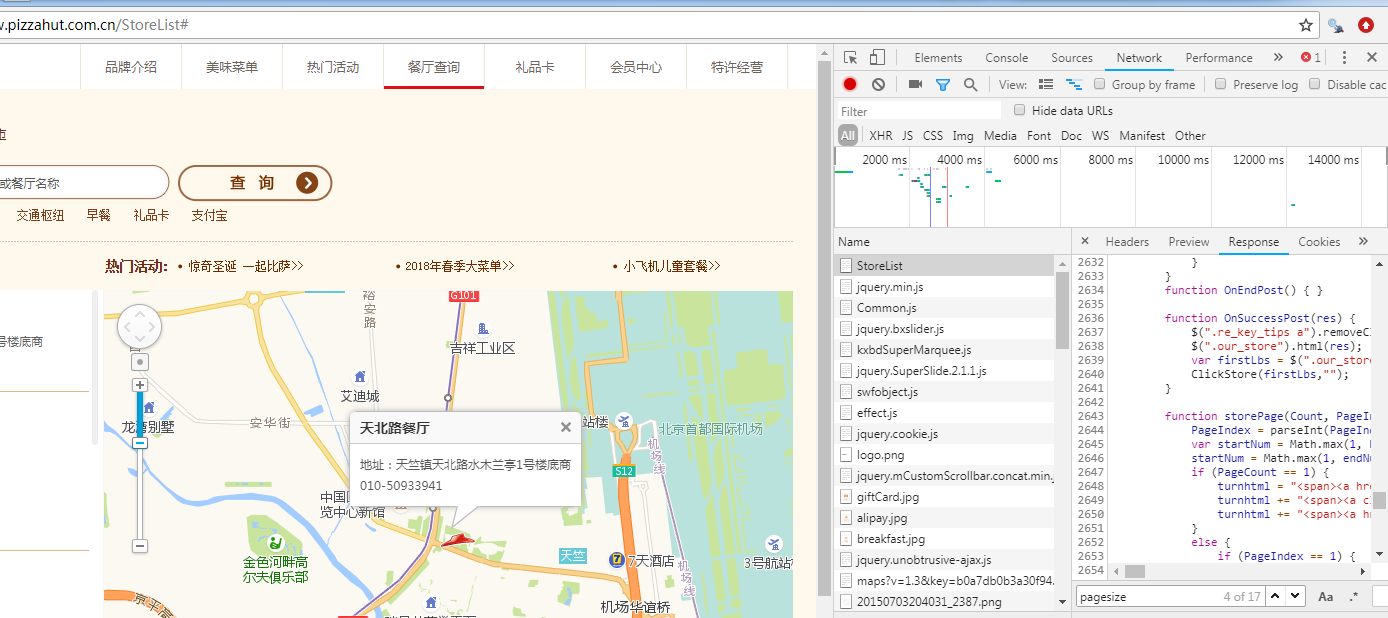 .pizzahut.com.cn/StoreList#
品牌介绍 美味菜单 热门活动 餐厅查询 礼品卡 会员中心 特许经营
或餐厅名称
查 询
交通枢纽 早餐 礼品卡 支付宝
热门活动: • 惊奇圣诞 一起比萨>> • 2018年春季大菜单>> • 小飞机儿童套餐>>
号楼底商
裕安路
G101
吉祥工业区
艾迪城
龙湾别墅
安华街
站楼
北京首都国际机场
机场线
S12
天北路餐厅
地址：天竺镇天北路水木兰亭1号楼底商
010-50933941
中国国
览中心新馆
金色河畔高
尔夫俱乐部
天竺
7天酒店
3号航站楼
机场线
机场华谊桥
京平高
Elements Console Sources Network Performance » 1
View: Group by frame Preserve log Disable cac
Filter Hide data URLs
All XHR JS CSS Img Media Font Doc WS Manifest Other
2000 ms 4000 ms 6000 ms 8000 ms 10000 ms 12000 ms 14000 ms
Name
StoreList
jquery.min.js
Common.js
jquery.bxslider.js
kxbdSuperMarquee.js
jquery.SuperSlide.2.1.1.js
swfobject.js
effect.js
jquery.cookie.js
logo.png
jquery.mCustomScrollbar.concat.min.j
giftCard.jpg
alipay.jpg
breakfast.jpg
jquery.unobtrusive-ajax.js
maps?v=1.3&key=b0a7db0b3a30f94.
20150703204031_2387.png
Headers Preview Response Cookies »
2632 }
2633 }
2634 function OnEndPost() { }
2635
2636 function OnSuccessPost(res) {
2637 $(".re_key_tips a").removeCl
2638 $(".our_store").html(res);
2639 var firstLbs = $(".our_stor
2640 ClickStore(firstLbs,"");
2641 }
2642
2643 function storePage(Count, PageIn
2644 PageIndex = parseInt(PageInd
2645 var startNum = Math.max(1, 
2646 startNum = Math.max(1, endNu
2647 if (PageCount == 1) {
2648 turnhtml = "<span><a hre
2649 turnhtml += "<span><a cl
2650 turnhtml += "<span><a hr
2651 }
2652 else {
2653 if (PageIndex == 1) {
2654
pagesize 4 of 17 Aa .*